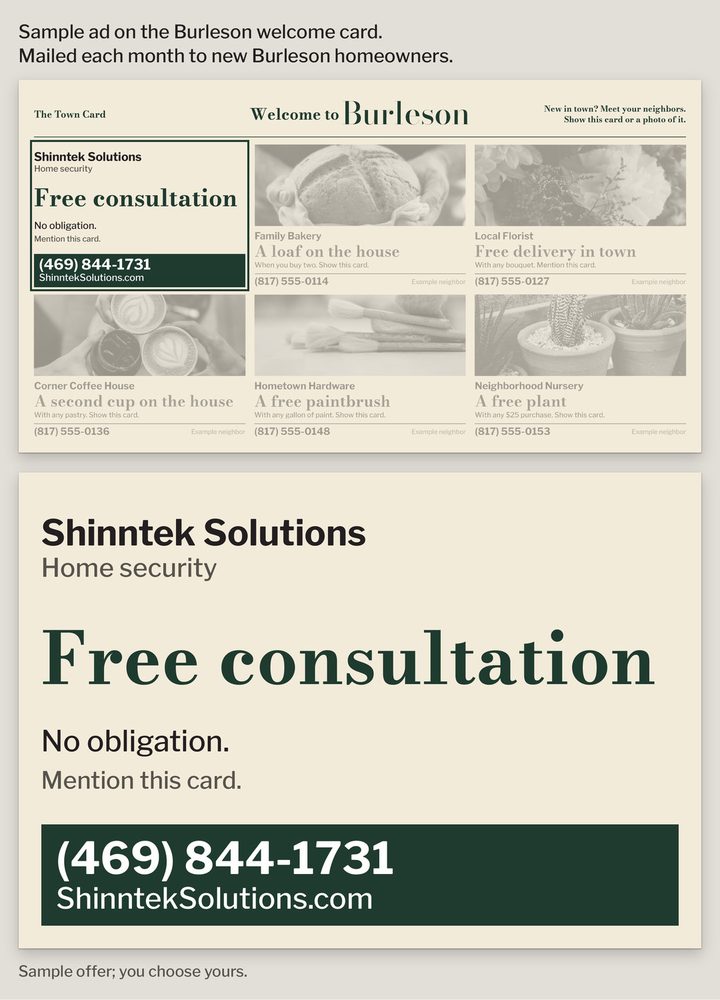 Sample ad on the Burleson welcome card.
Mailed each month to new Burleson homeowners.
The Town Card
Welcome to Burleson
New in town? Meet your neighbors.
Show this card or a photo of it.
Shinntek Solutions
Home security
Free consultation
No obligation.
Mention this card.
(469) 844-1731
ShinntekSolutions.com
Family Bakery
A loaf on the house
When you buy two. Show this card.
(817) 555-0114
Example neighbor
Local Florist
Free delivery in town
With any bouquet. Mention this card.
(817) 555-0127
Example neighbor
Corner Coffee House
A second cup on the house
With any pastry. Show this card.
(817) 555-0136
Example neighbor
Hometown Hardware
A free paintbrush
With any gallon of paint. Show this card.
(817) 555-0148
Example neighbor
Neighborhood Nursery
A free plant
With any $25 purchase. Show this card.
(817) 555-0153
Example neighbor
Shinntek Solutions
Home security
Free consultation
No obligation.
Mention this card.
(469) 844-1731
ShinntekSolutions.com
Sample offer; you choose yours.